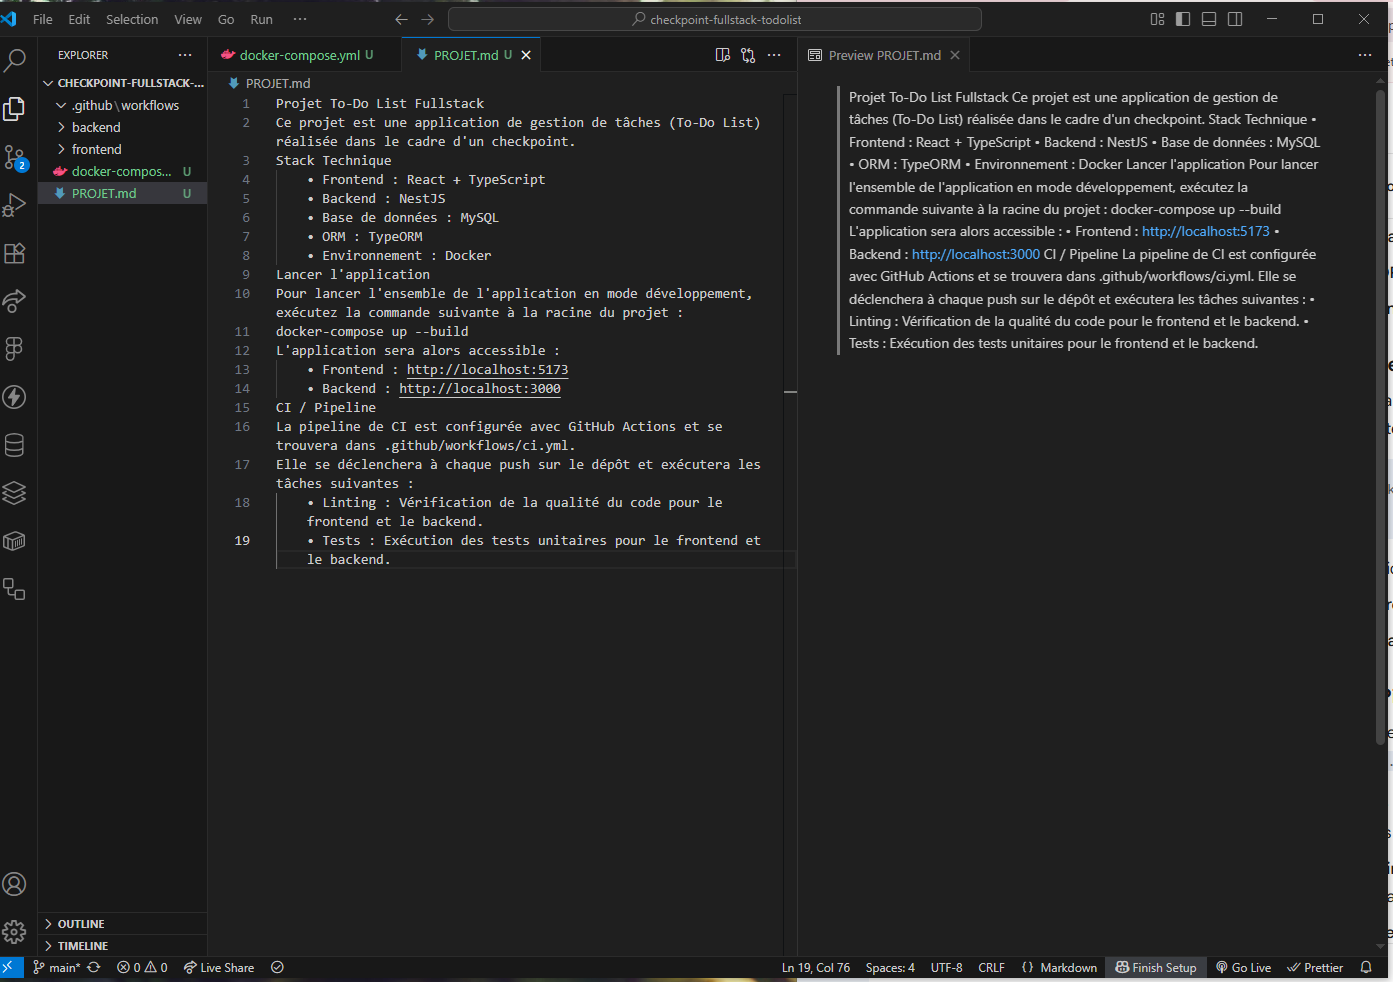 File Edit Selection View Go Run ···
checkpoint-fullstack-todolist
EXPLORER
CHECKPOINT-FULLSTACK-...
.github\workflows
backend
frontend
docker-compos... U
PROJET.md U
OUTLINE
TIMELINE
2
docker-compose.yml U
PROJET.md U
PROJET.md
1 Projet To-Do List Fullstack
2 Ce projet est une application de gestion de tâches (To-Do List)
réalisée dans le cadre d'un checkpoint.
3 Stack Technique
4 • Frontend : React + TypeScript
5 • Backend : NestJS
6 • Base de données : MySQL
7 • ORM : TypeORM
8 • Environnement : Docker
9 Lancer l'application
10 Pour lancer l'ensemble de l'application en mode développement,
exécutez la commande suivante à la racine du projet :
11 docker-compose up --build
12 L'application sera alors accessible :
13 • Frontend : http://localhost:5173
14 • Backend : http://localhost:3000
15 CI / Pipeline
16 La pipeline de CI est configurée avec GitHub Actions et se
trouvera dans .github/workflows/ci.yml.
17 Elle se déclenchera à chaque push sur le dépôt et exécutera les
tâches suivantes :
18 • Linting : Vérification de la qualité du code pour le
frontend et le backend.
19 • Tests : Exécution des tests unitaires pour le frontend et
le backend.
Preview PROJET.md
Projet To-Do List Fullstack Ce projet est une application de gestion de
tâches (To-Do List) réalisée dans le cadre d'un checkpoint. Stack Technique •
Frontend : React + TypeScript • Backend : NestJS • Base de données : MySQL
• ORM : TypeORM • Environnement : Docker Lancer l'application Pour lancer
l'ensemble de l'application en mode développement, exécutez la
commande suivante à la racine du projet : docker-compose up --build
L'application sera alors accessible : • Frontend : http://localhost:5173 •
Backend : http://localhost:3000 CI / Pipeline La pipeline de CI est configurée
avec GitHub Actions et se trouvera dans .github/workflows/ci.yml. Elle se
déclenchera à chaque push sur le dépôt et exécutera les tâches suivantes : •
Linting : Vérification de la qualité du code pour le frontend et le backend. •
Tests : Exécution des tests unitaires pour le frontend et le backend.
main* 0 0 Live Share
Ln 19, Col 76 Spaces: 4 UTF-8 CRLF {} Markdown Finish Setup Go Live Prettier